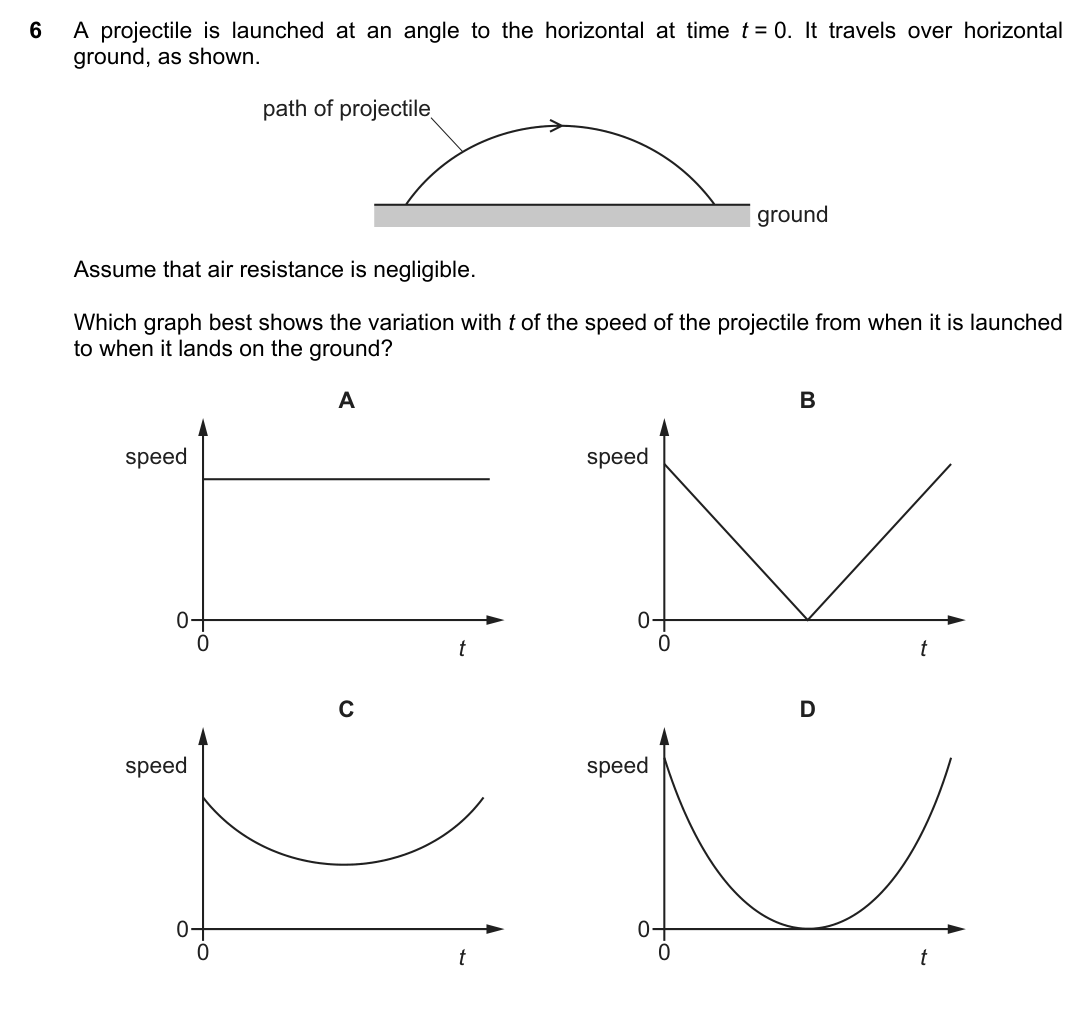 6 A projectile is launched at an angle to the horizontal at time t = 0. It travels over horizontal
ground, as shown.
path of projectile
ground
Assume that air resistance is negligible.
Which graph best shows the variation with t of the speed of the projectile from when it is launched
to when it lands on the ground?
A
speed
0
0
t
B
speed
0
0
t
C
speed
0
0
t
D
speed
0
0
t